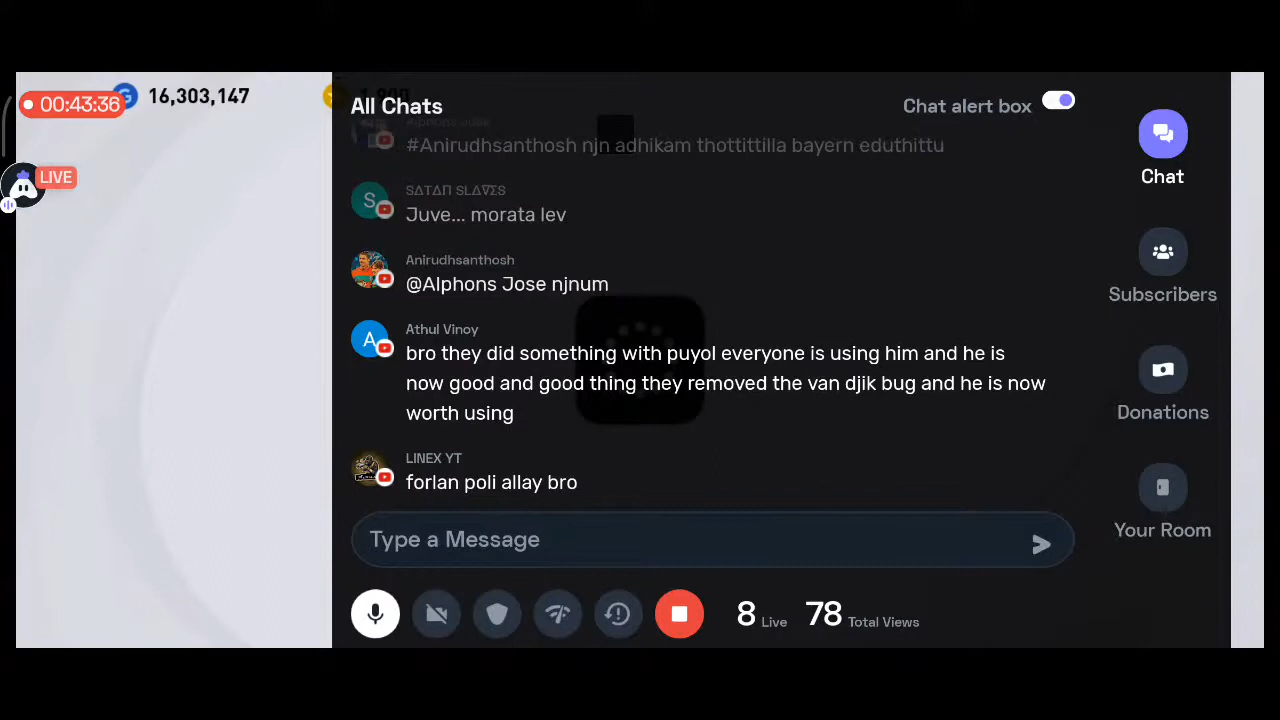 16,303,147
00:43:36
LIVE
All Chats
Chat alert box
#Anirudhsanthosh njn adhikam thottittilla bayern eduthittu
SΔTΔΠ SLΔVΣS
Juve... morata lev
Anirudhsanthosh
@Alphons Jose njnum
Athul Vinoy
bro they did something with puyol everyone is using him and he is
now good and good thing they removed the van djik bug and he is now
worth using
LINEX YT
forlan poli allay bro
Type a Message
8 Live 78 Total Views
Chat
Subscribers
Donations
Your Room